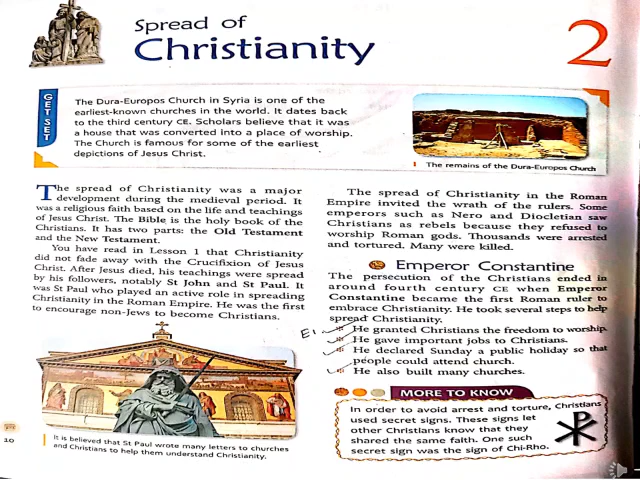 Spread of
Christianity
2
GET SET
The Dura-Europos Church in Syria is one of the
earliest-known churches in the world. It dates back
to the third century CE. Scholars believe that it was
a house that was converted into a place of worship.
The Church is famous for some of the earliest
depictions of Jesus Christ.
The remains of the Dura-Europos Church
The spread of Christianity was a major
development during the medieval period. It
was a religious faith based on the life and teachings
of Jesus Christ. The Bible is the holy book of the
Christians. It has two parts: the Old Testament
and the New Testament.
You have read in Lesson 1 that Christianity
did not fade away with the Crucifixion of Jesus
Christ. After Jesus died, his teachings were spread
by his followers, notably St John and St Paul. It
was St Paul who played an active role in spreading
Christianity in the Roman Empire. He was the first
to encourage non-Jews to become Christians.
It is believed that St Paul wrote many letters to churches
and Christians to help them understand Christianity.
10
The spread of Christianity in the Roman
Empire invited the wrath of the rulers. Some
emperors such as Nero and Diocletian saw
Christians as rebels because they refused to
worship Roman gods. Thousands were arrested
and tortured. Many were killed.
Emperor Constantine
The persecution of the Christians ended in
around fourth century CE when Emperor
Constantine became the first Roman ruler to
embrace Christianity. He took several steps to help
spread Christianity.
E1.
He granted Christians the freedom to worship.
He gave important jobs to Christians.
He declared Sunday a public holiday so that
people could attend church.
He also built many churches.
MORE TO KNOW
In order to avoid arrest and torture, Christians
used secret signs. These signs let
other Christians know that they
shared the same faith. One such
secret sign was the sign of Chi-Rho.